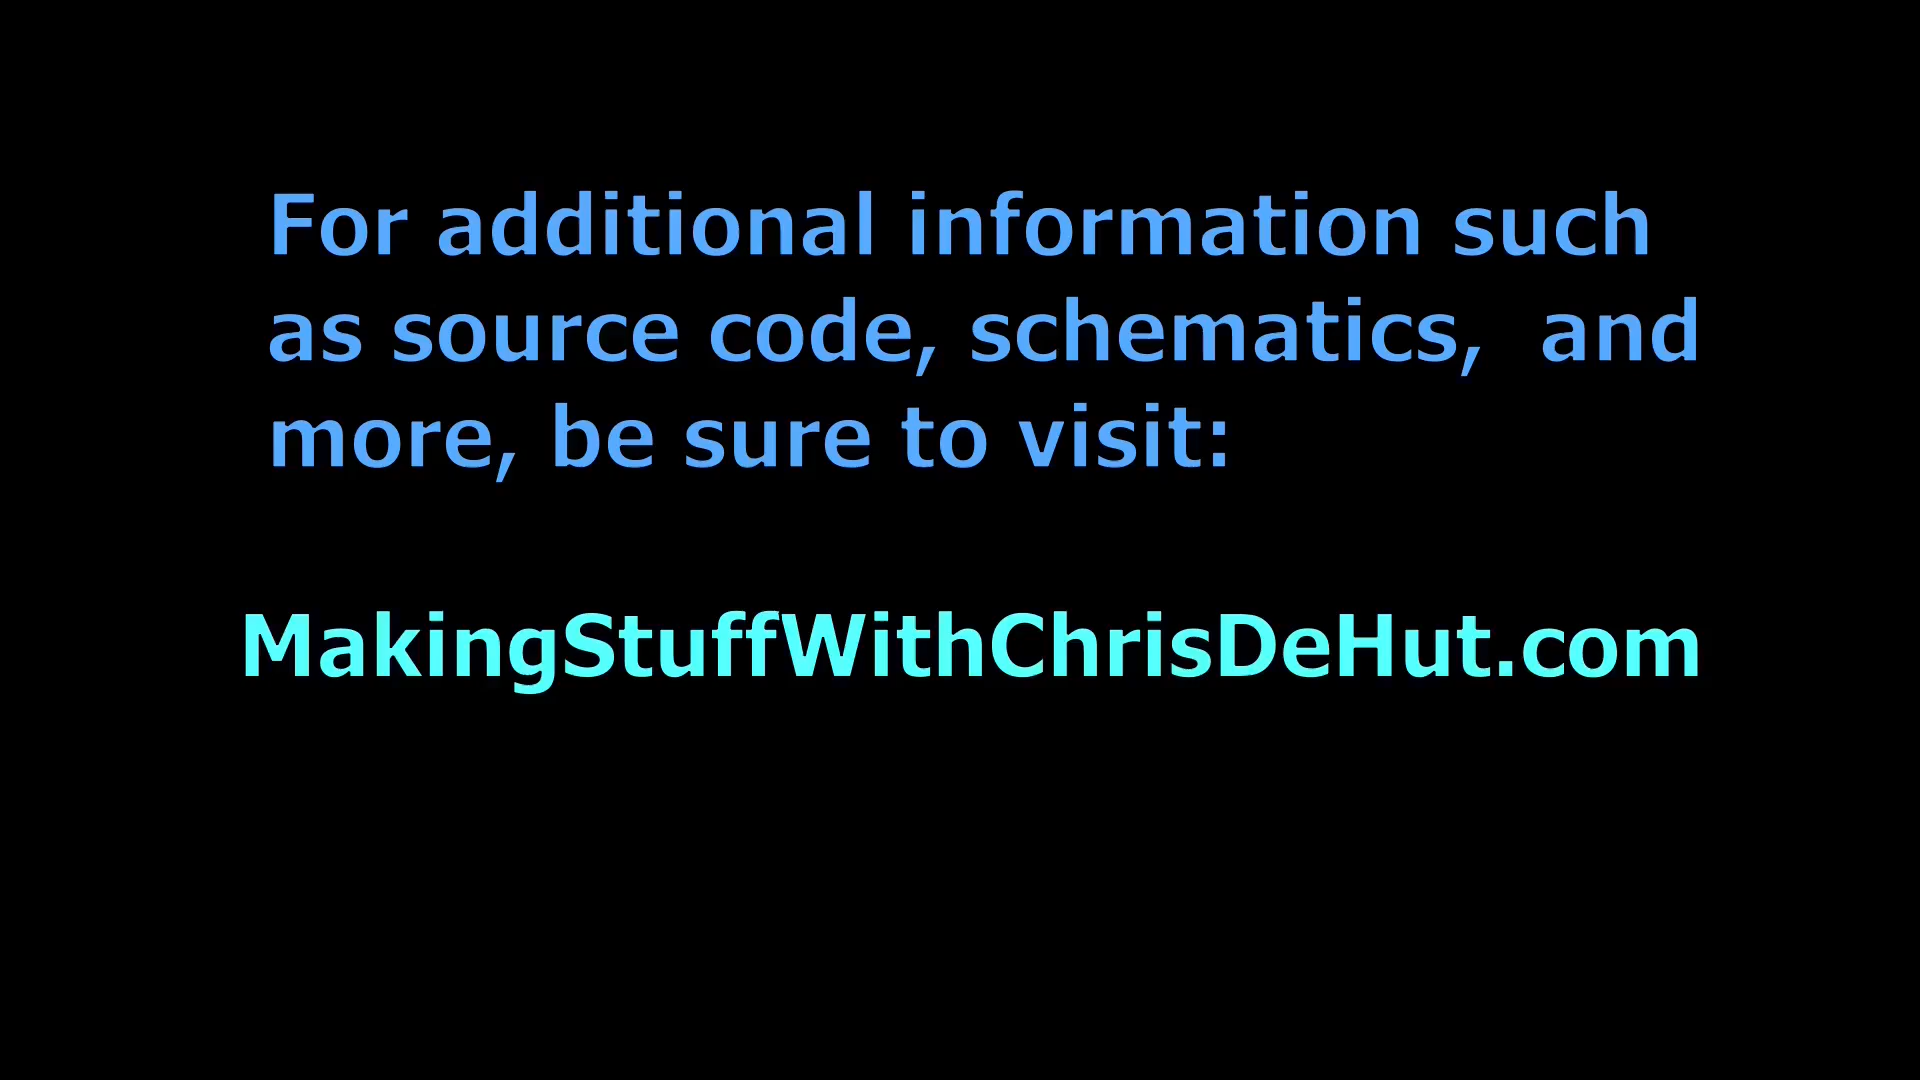 For additional information such
as source code, schematics,  and
more, be sure to visit:
MakingStuffWithChrisDeHut.com